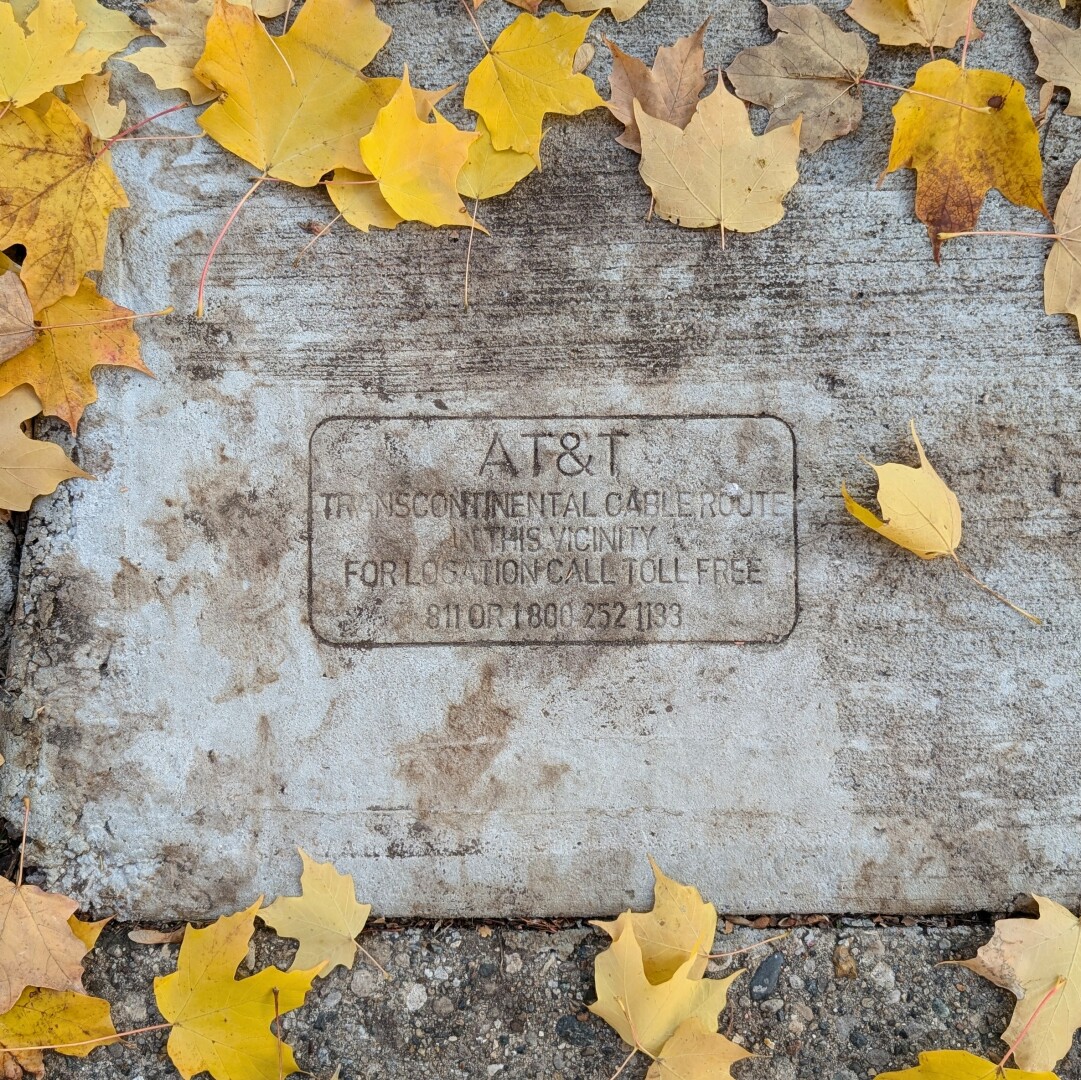 AT&T
TRANSCONTINENTAL CABLE ROUTE
IN THIS VICINITY
FOR LOCATION CALL TOLL FREE
811 OR 1 800 252 1133